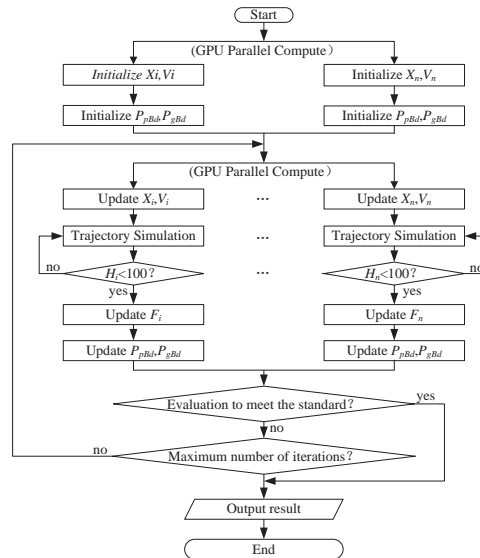 Start
(GPU Parallel Compute)
Initialize Xi,Vi
Initialize Xn,Vn
Initialize PpBd,PgBd
Initialize PpBd,PgBd
(GPU Parallel Compute)
Update Xi,Vi
...
Update Xn,Vn
Trajectory Simulation
...
Trajectory Simulation
no
Hi<100?
...
Hn<100?
no
yes
yes
Update Fi
Update Fn
Update PpBd,PgBd
Update PpBd,PgBd
Evaluation to meet the standard?
yes
no
no
Maximum number of iterations?
Output result
End